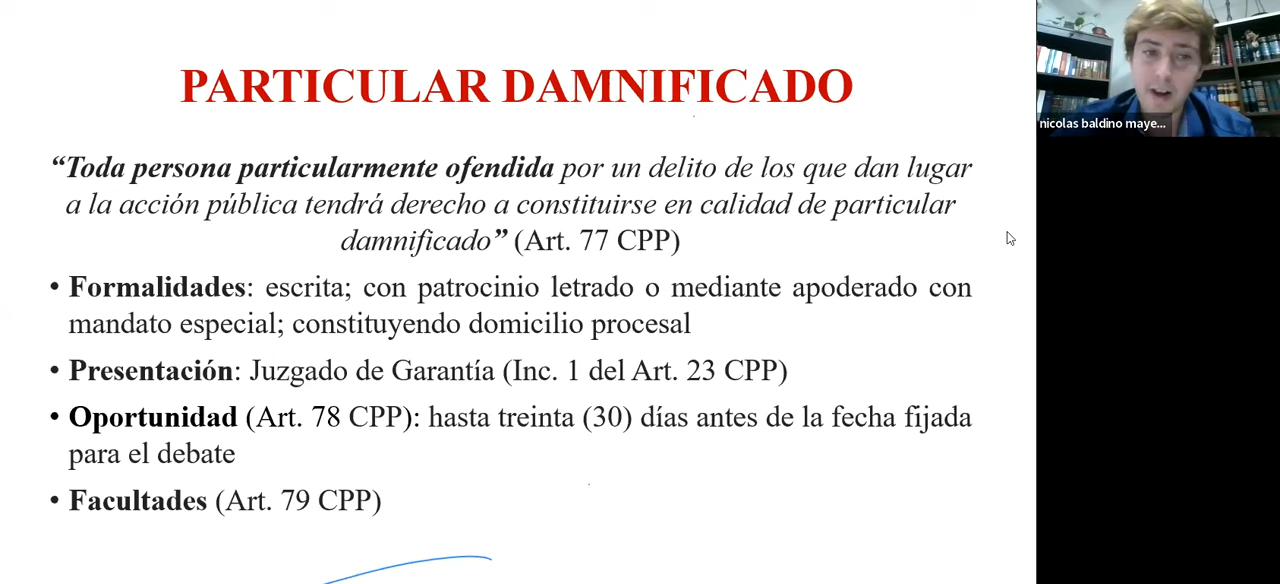 PARTICULAR DAMNIFICADO
“Toda persona particularmente ofendida por un delito de los que dan lugar
a la acción pública tendrá derecho a constituirse en calidad de particular
damnificado” (Art. 77 CPP)
• Formalidades: escrita; con patrocinio letrado o mediante apoderado con
mandato especial; constituyendo domicilio procesal
• Presentación: Juzgado de Garantía (Inc. 1 del Art. 23 CPP)
• Oportunidad (Art. 78 CPP): hasta treinta (30) días antes de la fecha fijada
para el debate
• Facultades (Art. 79 CPP)
nicolas baldino maye...